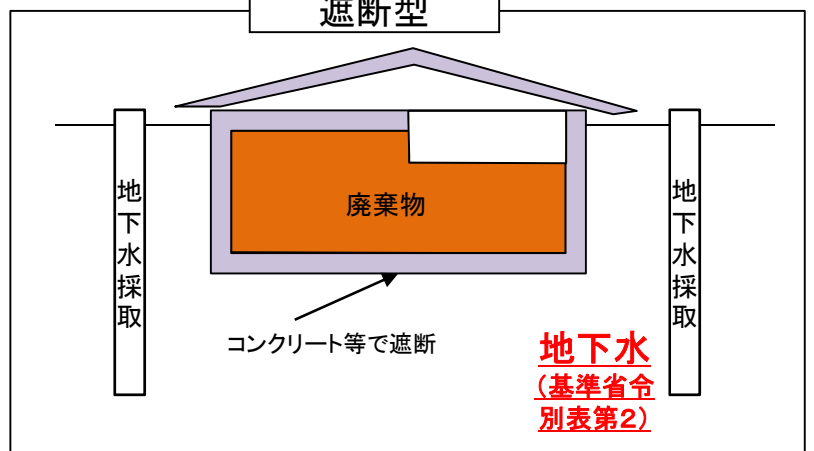 遮断型
地下水採取
廃棄物
地下水採取
コンクリート等で遮断
地下水
（基準省令
別表第2）